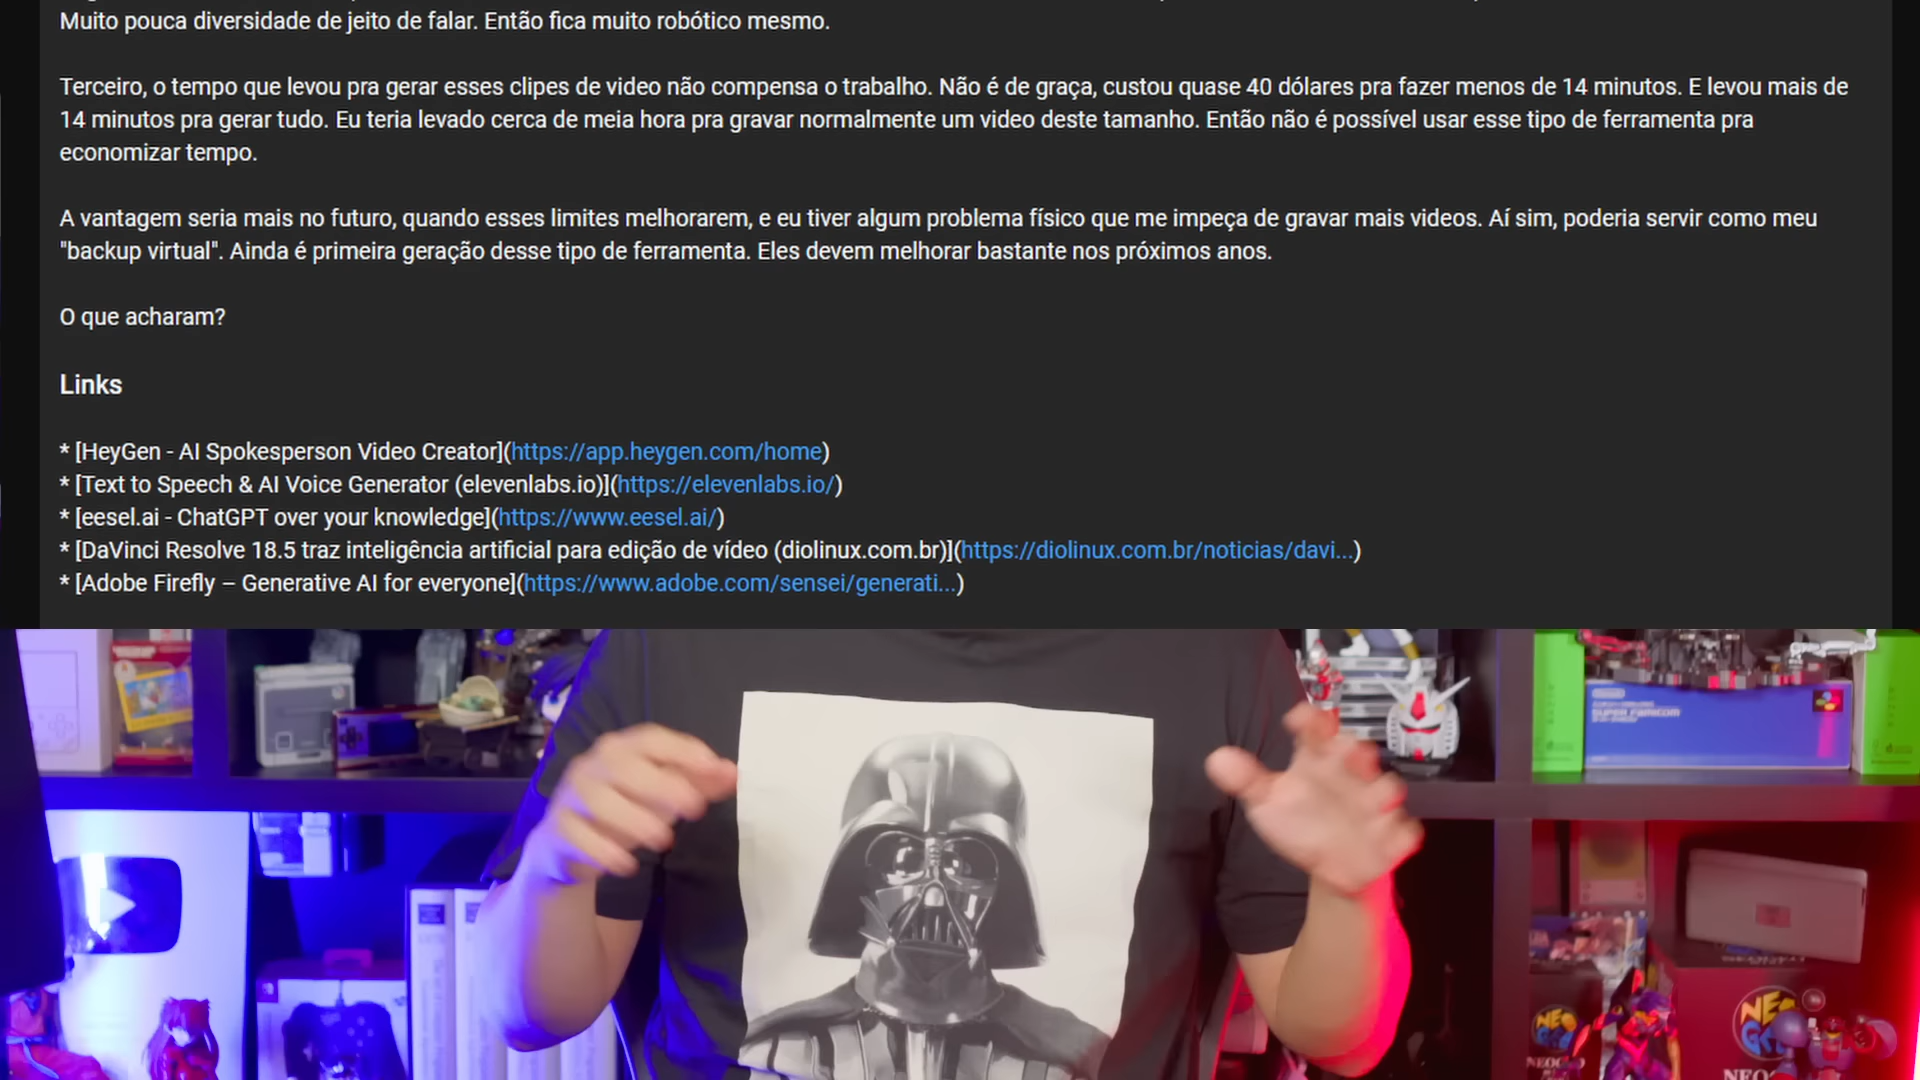 Muito pouca diversidade de jeito de falar. Então fica muito robótico mesmo.
Terceiro, o tempo que levou pra gerar esses clipes de video não compensa o trabalho. Não é de graça, custou quase 40 dólares pra fazer menos de 14 minutos. E levou mais de
14 minutos pra gerar tudo. Eu teria levado cerca de meia hora pra gravar normalmente um video deste tamanho. Então não é possível usar esse tipo de ferramenta pra
economizar tempo.
A vantagem seria mais no futuro, quando esses limites melhorarem, e eu tiver algum problema físico que me impeça de gravar mais videos. Aí sim, poderia servir como meu
"backup virtual". Ainda é primeira geração desse tipo de ferramenta. Eles devem melhorar bastante nos próximos anos.
O que acharam?
Links
* [HeyGen - AI Spokesperson Video Creator](https://app.heygen.com/home)
* [Text to Speech & AI Voice Generator (elevenlabs.io)](https://elevenlabs.io/)
* [eesel.ai - ChatGPT over your knowledge](https://www.eesel.ai/)
* [DaVinci Resolve 18.5 traz inteligência artificial para edição de vídeo (diolinux.com.br)](https://diolinux.com.br/noticias/davi...)
* [Adobe Firefly – Generative AI for everyone](https://www.adobe.com/sensei/generati...)
SUPER FAMICOM
NEO